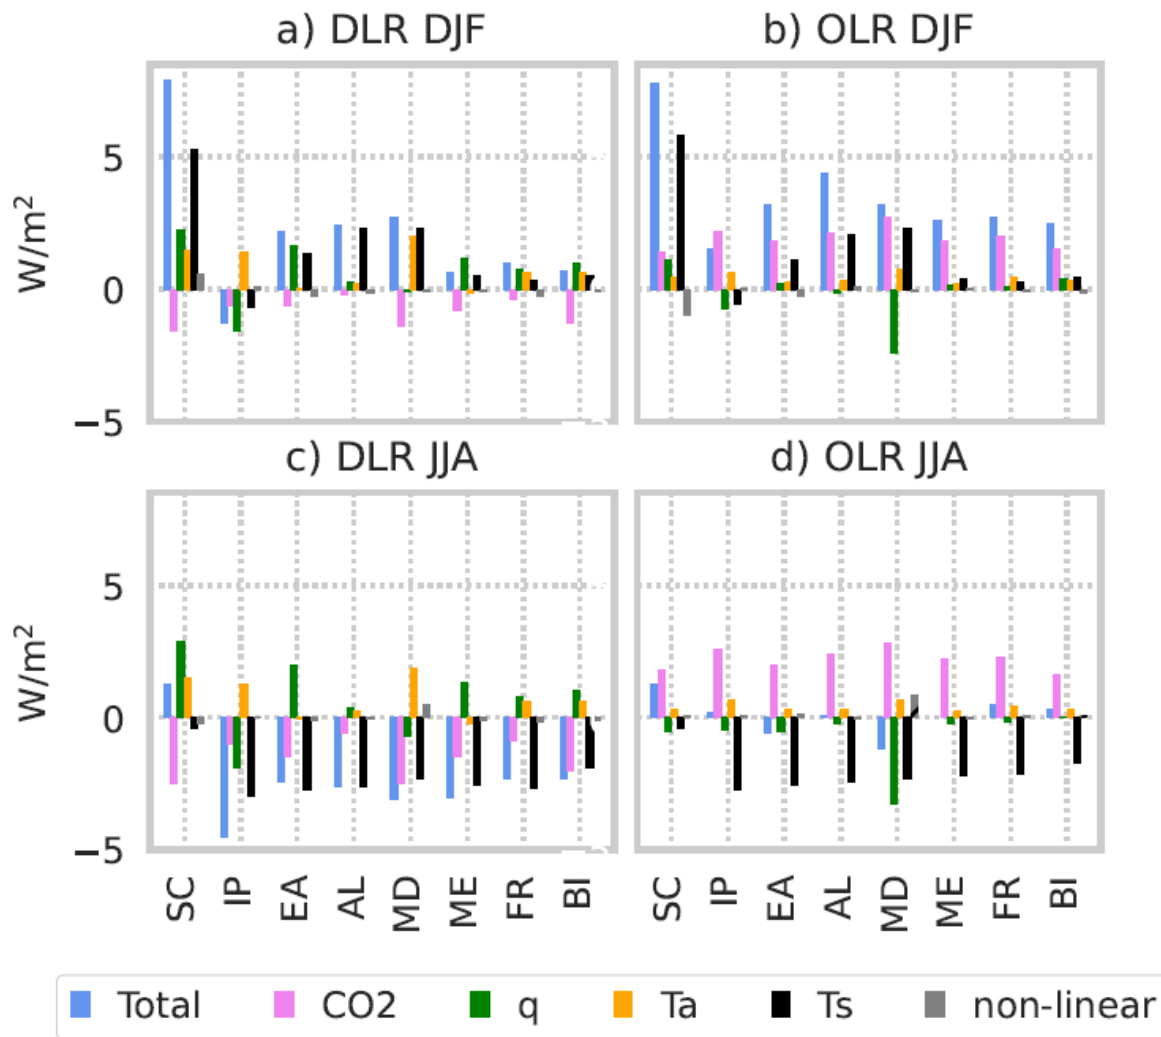 a) DLR DJF
b) OLR DJF
W/m²
5
0
−5
c) DLR JJA
d) OLR JJA
W/m²
5
0
−5
SC IP EA AL MD ME FR BI
SC IP EA AL MD ME FR BI
Total CO2 q Ta Ts non-linear